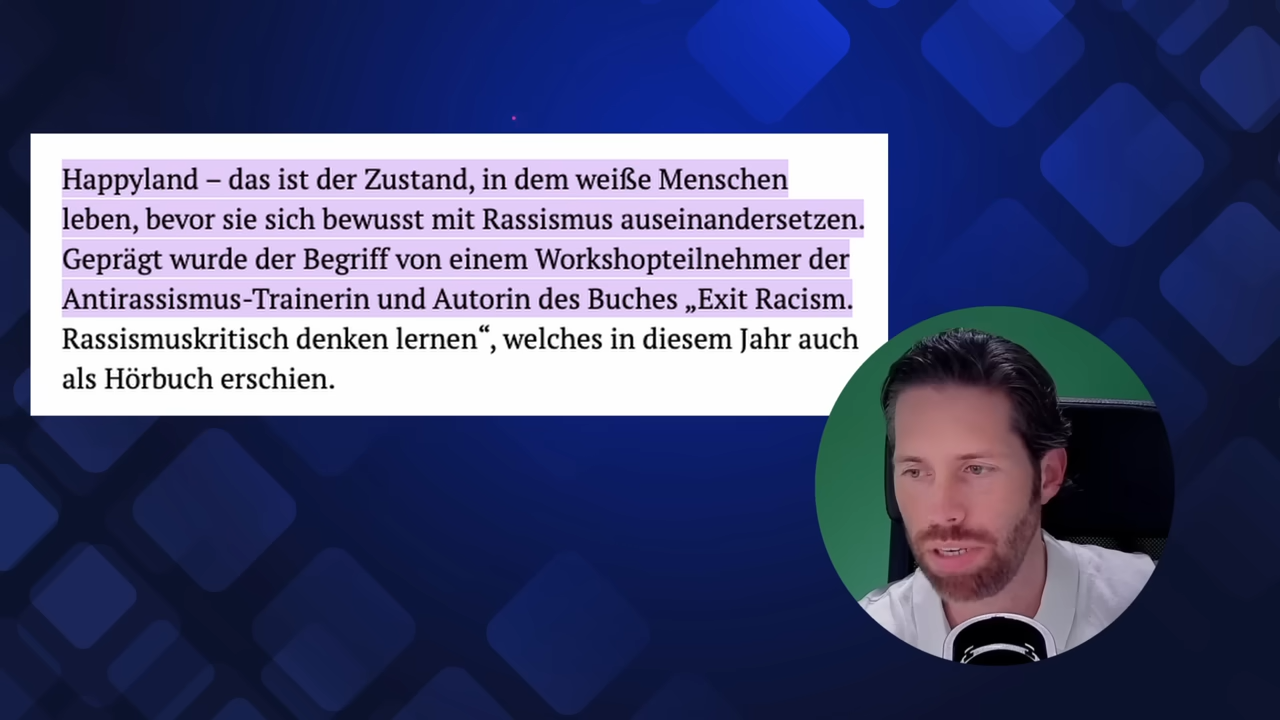 Happyland – das ist der Zustand, in dem weiße Menschen
leben, bevor sie sich bewusst mit Rassismus auseinandersetzen.
Geprägt wurde der Begriff von einem Workshopteilnehmer der
Antirassismus-Trainerin und Autorin des Buches „Exit Racism.
Rassismuskritisch denken lernen“, welches in diesem Jahr auch
als Hörbuch erschien.